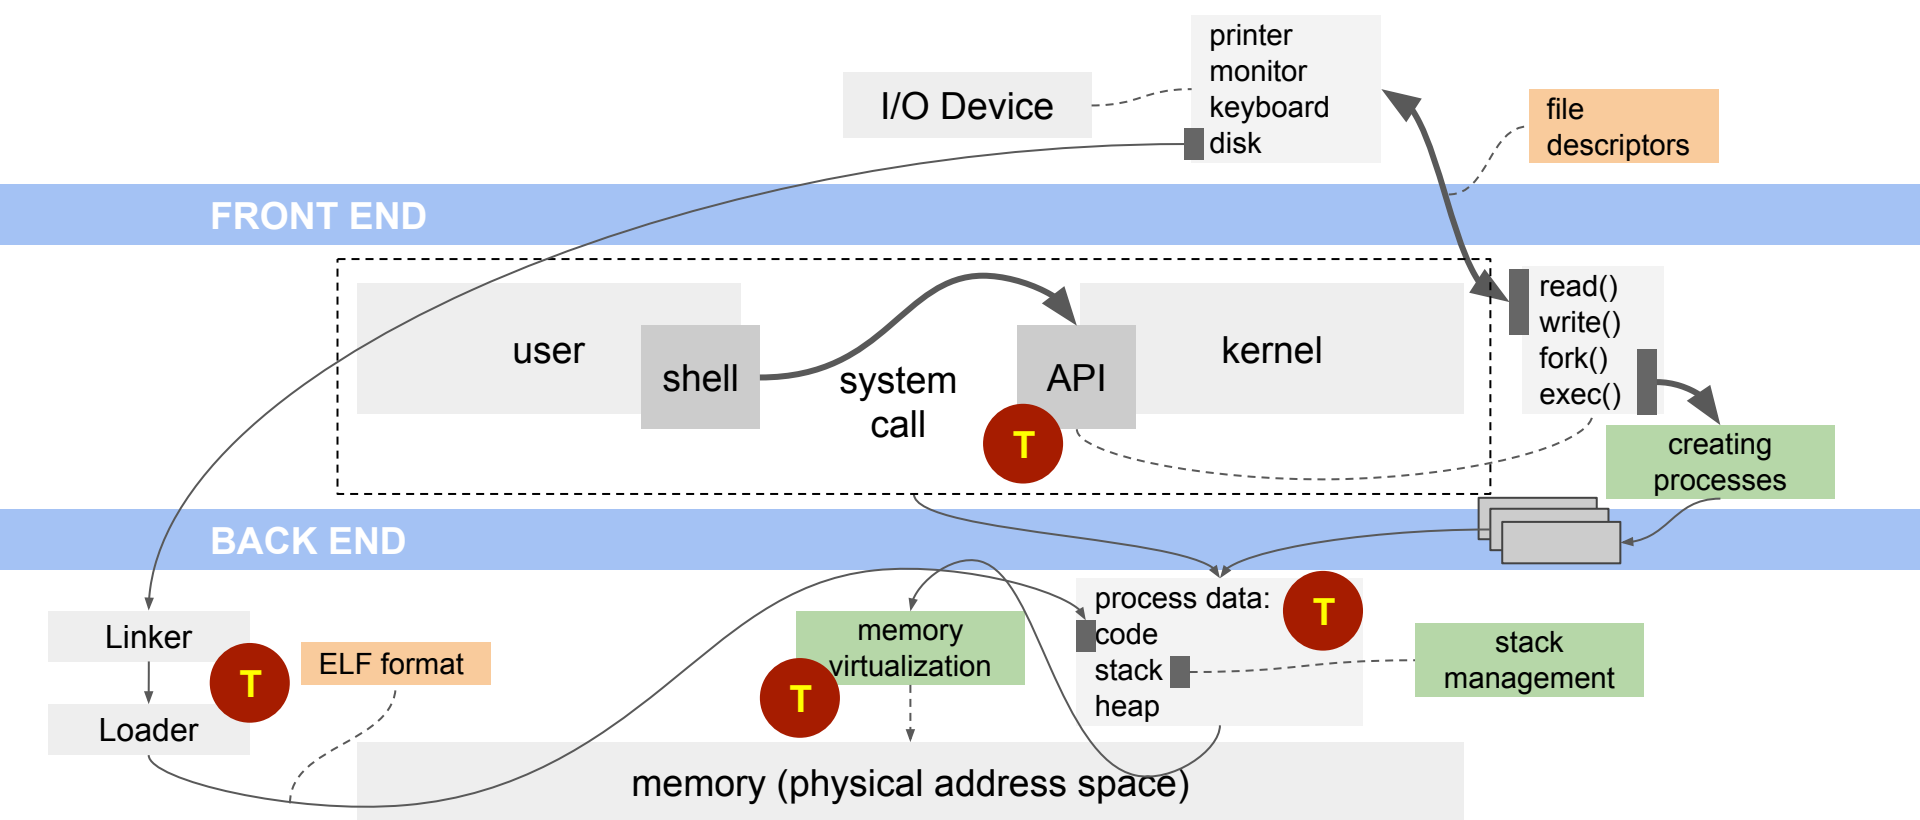 printer
monitor
keyboard
disk
I/O Device
file
descriptors
FRONT END
user
shell
system
call
API
kernel
read()
write()
fork()
exec()
T
creating
processes
BACK END
Linker
Loader
T
ELF format
memory
virtualization
T
process data:
code
stack
heap
T
stack
management
memory (physical address space)